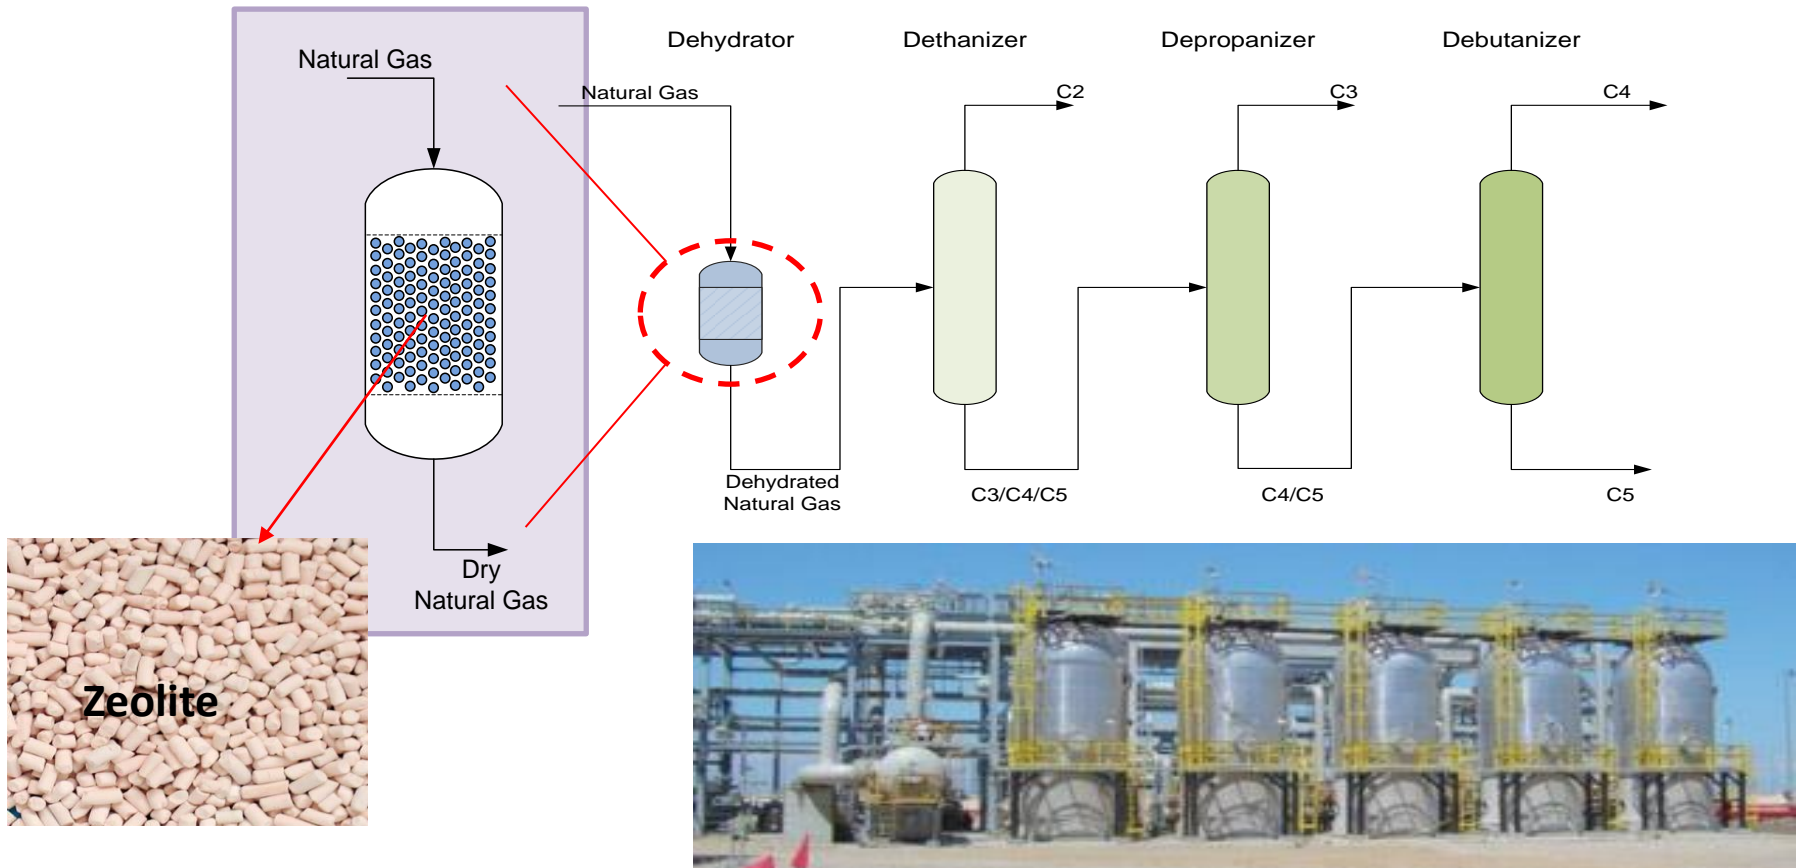 Natural Gas
Dry
Natural Gas
Zeolite
Dehydrator
Dethanizer
Depropanizer
Debutanizer
Natural Gas
C2
C3
C4
Dehydrated
Natural Gas
C3/C4/C5
C4/C5
C5